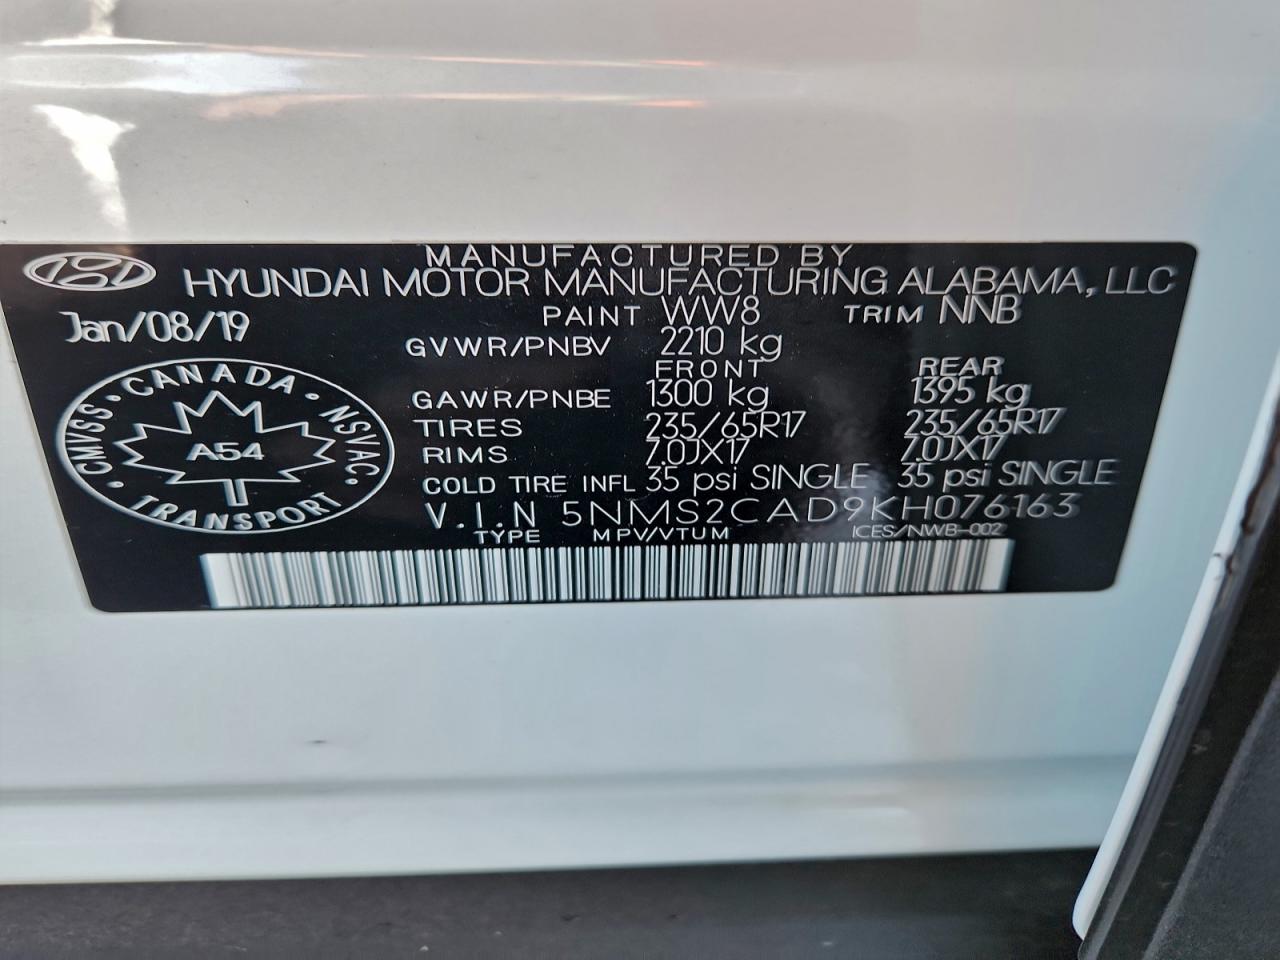 MANUFACTURED BY
HYUNDAI MOTOR MANUFACTURING ALABAMA, LLC
Jan/08/19
PAINT WW8 TRIM NNB
GVWR/PNBV 2210 kg
FRONT REAR
GAWR/PNBE 1300 kg 1395 kg
TIRES 235/65R17 235/65R17
RIMS 7.0JX17 7.0JX17
COLD TIRE INFL 35 psi SINGLE 35 psi SINGLE
V.I.N 5NMS2CAD9KH076163
TYPE MPV/VTUM ICES/NWB-002
CMVSS • CANADA • NSVAC • TRANSPORT •
A54